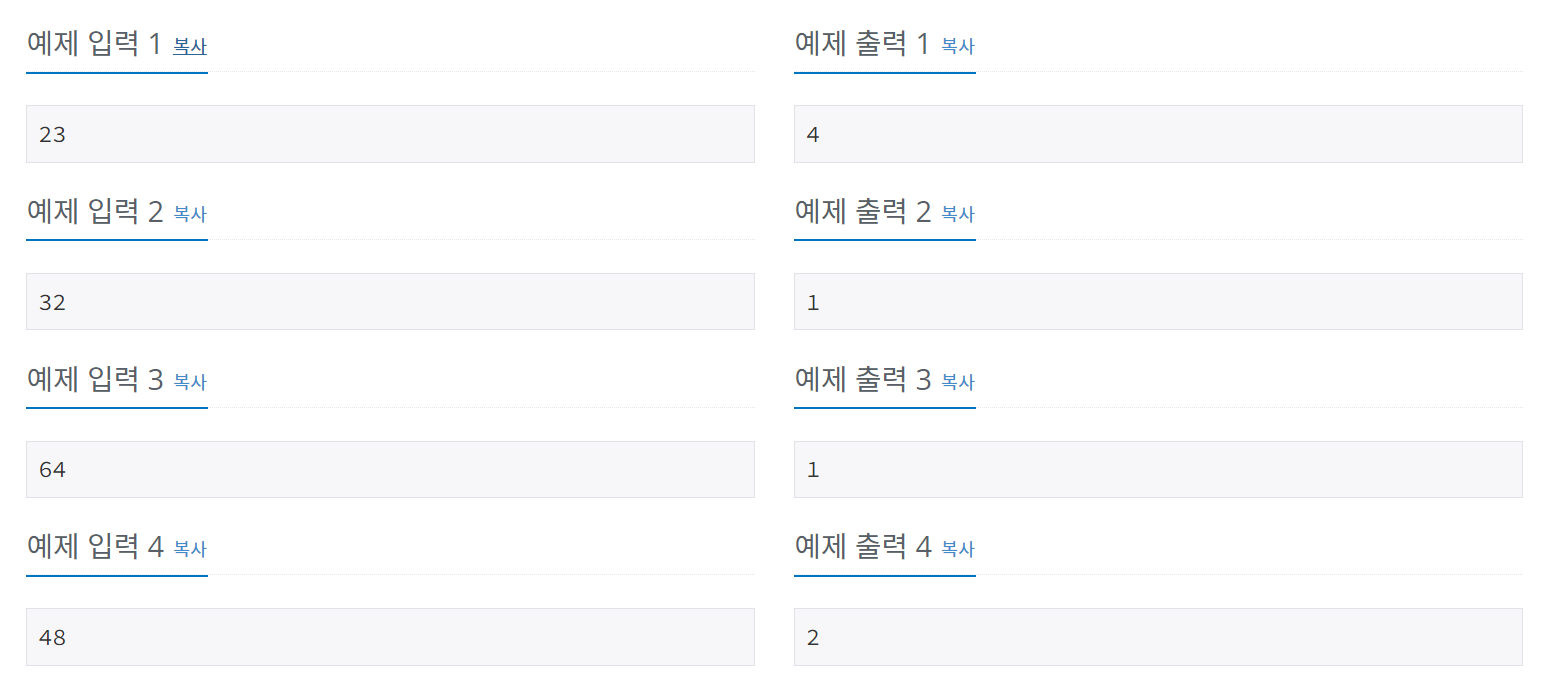 예제 입력 1 복사
예제 출력 1 복사
23
4
예제 입력 2 복사
예제 출력 2 복사
32
1
예제 입력 3 복사
예제 출력 3 복사
64
1
예제 입력 4 복사
예제 출력 4 복사
48
2